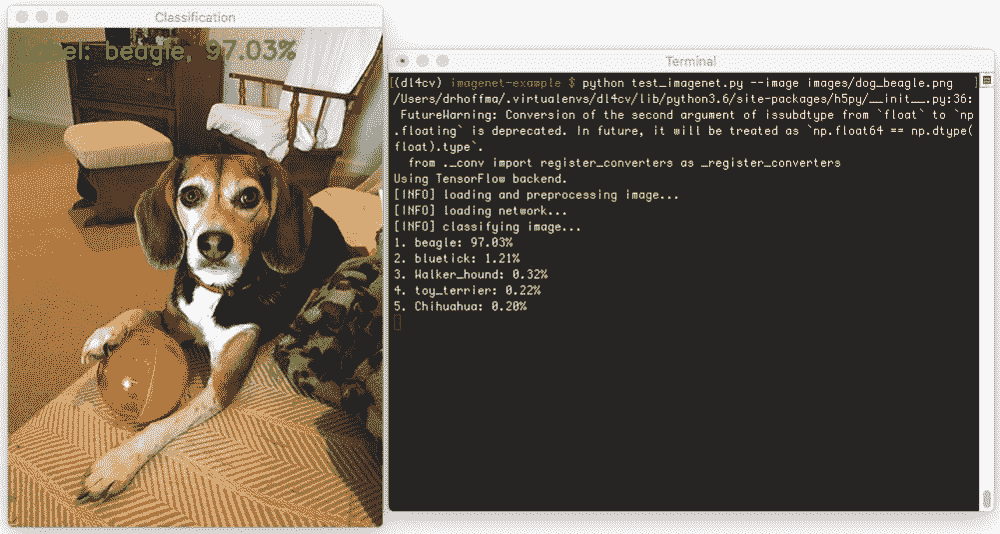 Classification
Label: beagle, 97.03%
Terminal
(dl4cv) imagenet-example $ python test_imagenet.py --image images/dog_beagle.png
/Users/drhoffma/.virtualenvs/dl4cv/lib/python3.6/site-packages/h5py/__init__.py:36:
FutureWarning: Conversion of the second argument of issubdtype from `float` to `np
.floating` is deprecated. In future, it will be treated as `np.float64 == np.dtype(
float).type`.
from ._conv import register_converters as _register_converters
Using TensorFlow backend.
[INFO] loading and preprocessing image...
[INFO] loading network...
[INFO] classifying image...
1. beagle: 97.03%
2. bluetick: 1.21%
3. Walker_hound: 0.32%
4. toy_terrier: 0.22%
5. Chihuahua: 0.20%